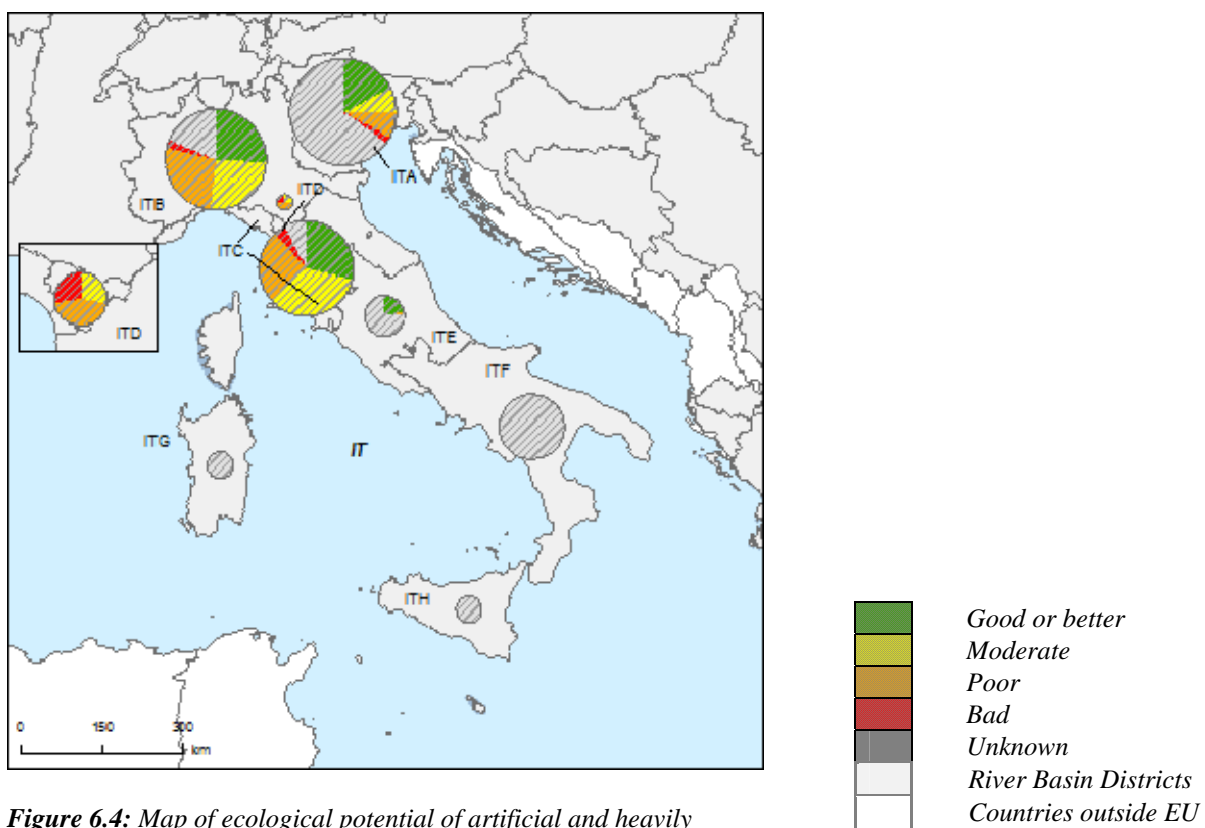 ITA
ITD
ITB
ITC
ITD
ITE
ITF
ITG
IT
ITH
0 150 300
km
Good or better
Moderate
Poor
Bad
Unknown
River Basin Districts
Countries outside EU
Figure 6.4: Map of ecological potential of artificial and heavily